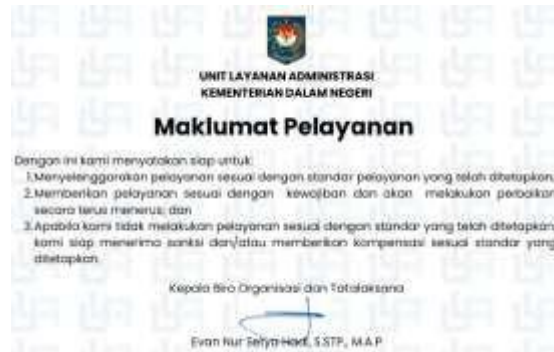 UNIT LAYANAN ADMINISTRASI
KEMENTERIAN DALAM NEGERI
Maklumat Pelayanan
Dengan ini kami menyatakan siap untuk:
1.Menyelenggarakan pelayanan sesuai dengan standar pelayanan yang telah ditetapkan;
2.Memberikan pelayanan sesuai dengan kewajiban dan akan melakukan perbaikan
secara terus menerus; dan
3.Apabila kami tidak melakukan pelayanan sesuai dengan standar yang telah ditetapkan
kami siap menerima sanksi dan/atau memberikan kompensasi sesuai standar yang
ditetapkan.
Kepala Biro Organisasi dan Tatalaksana
Evan Nur Setya Hadi, S.STP., M.A.P